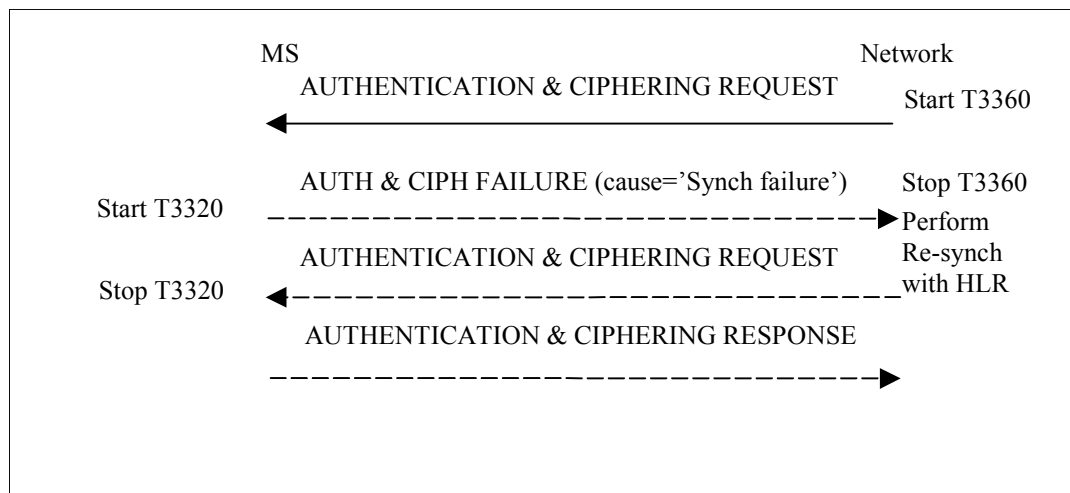 MS
Network
AUTHENTICATION & CIPHERING REQUEST
Start T3360
AUTH & CIPH FAILURE (cause=’Synch failure’)
Stop T3360
Start T3320
Perform
Re-synch
with HLR
AUTHENTICATION & CIPHERING REQUEST
Stop T3320
AUTHENTICATION & CIPHERING RESPONSE